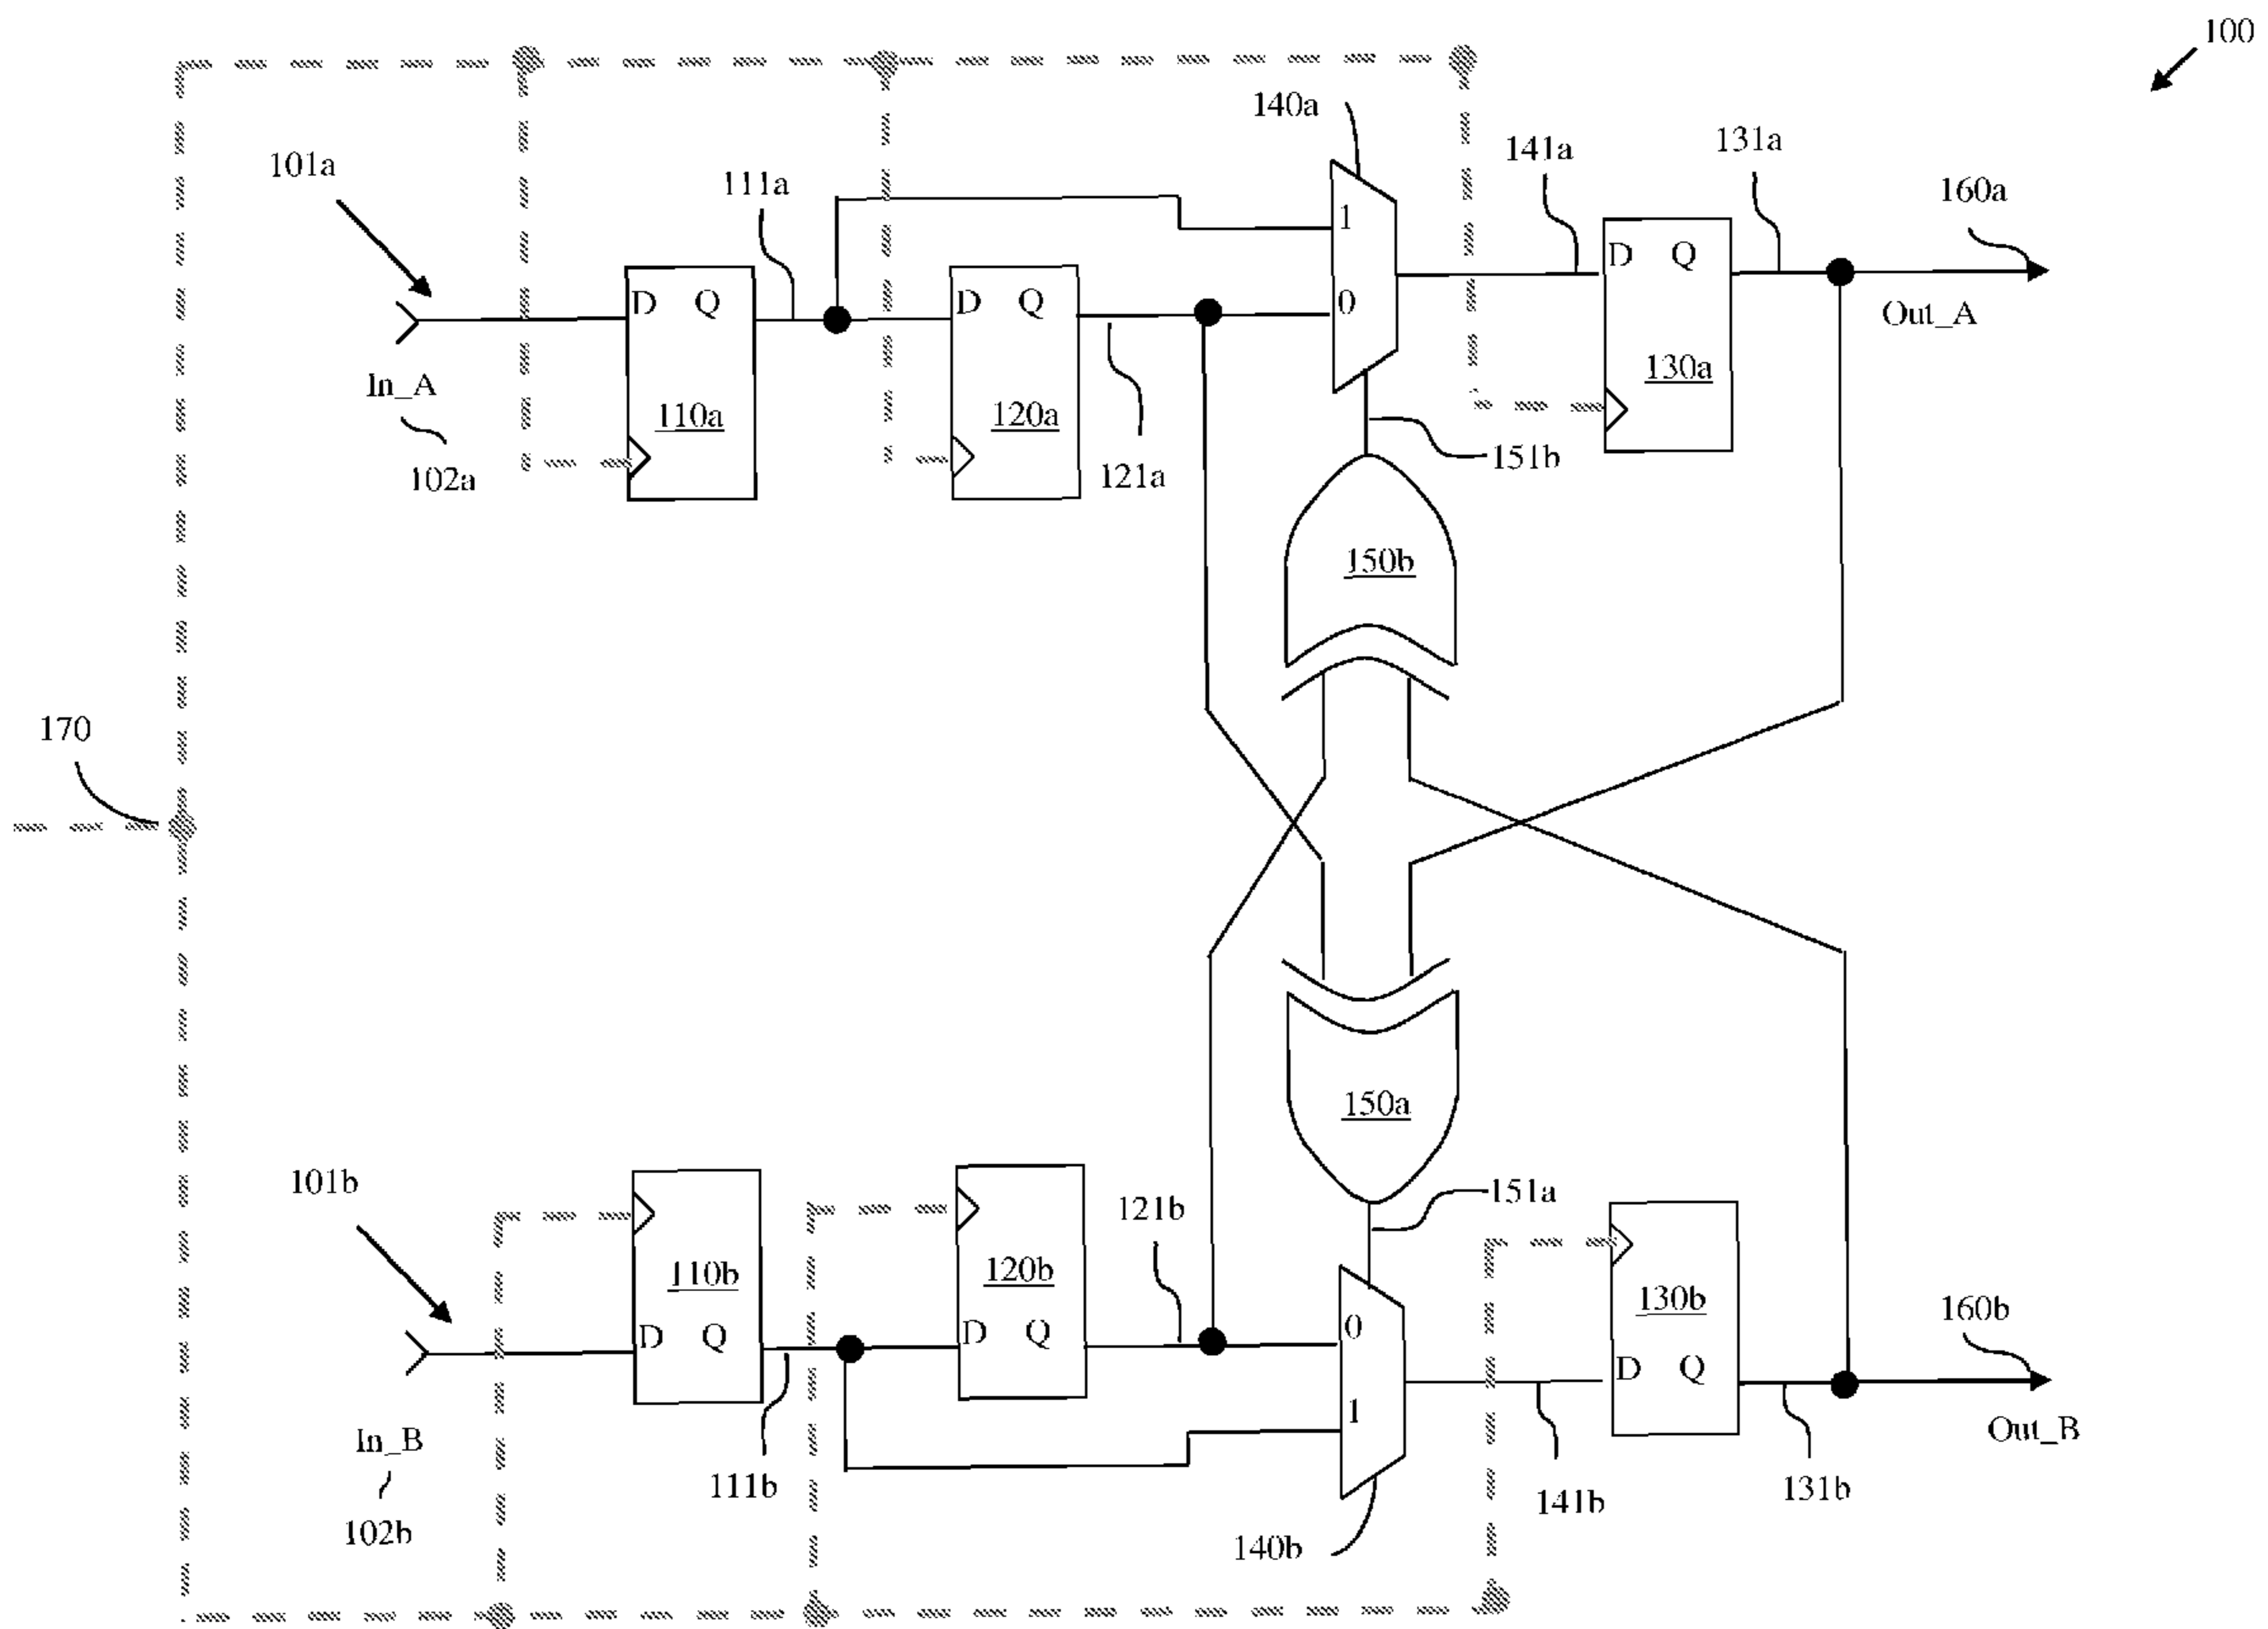 100
140a
141a
131a
101a
111a
160a
1
D Q
D Q
D Q
0
Out_A
130a
In_A
110a
120a
151b
102a
121a
150b
170
150a
101b
151a
121b
110b
120b
130b
160b
D Q
D Q
0
D Q
1
In_B
Out_B
111b
131b
141b
102b
140b